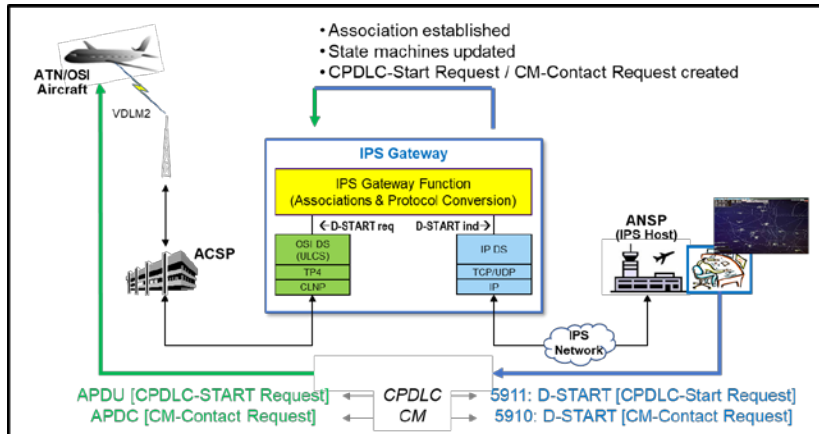 • Association established
• State machines updated
• CPDLC-Start Request / CM-Contact Request created
ATN/OSI
Aircraft
VDLM2
IPS Gateway
IPS Gateway Function
(Associations & Protocol Conversion)
←D-START req
D-START ind→
OSI DS
(ULCS)
TP4
CLNP
IP DS
TCP/UDP
IP
ACSP
ANSP
(IPS Host)
IPS
Network
APDU [CPDLC-START Request]
CPDLC
5911: D-START [CPDLC-Start Request]
APDC [CM-Contact Request]
CM
5910: D-START [CM-Contact Request]